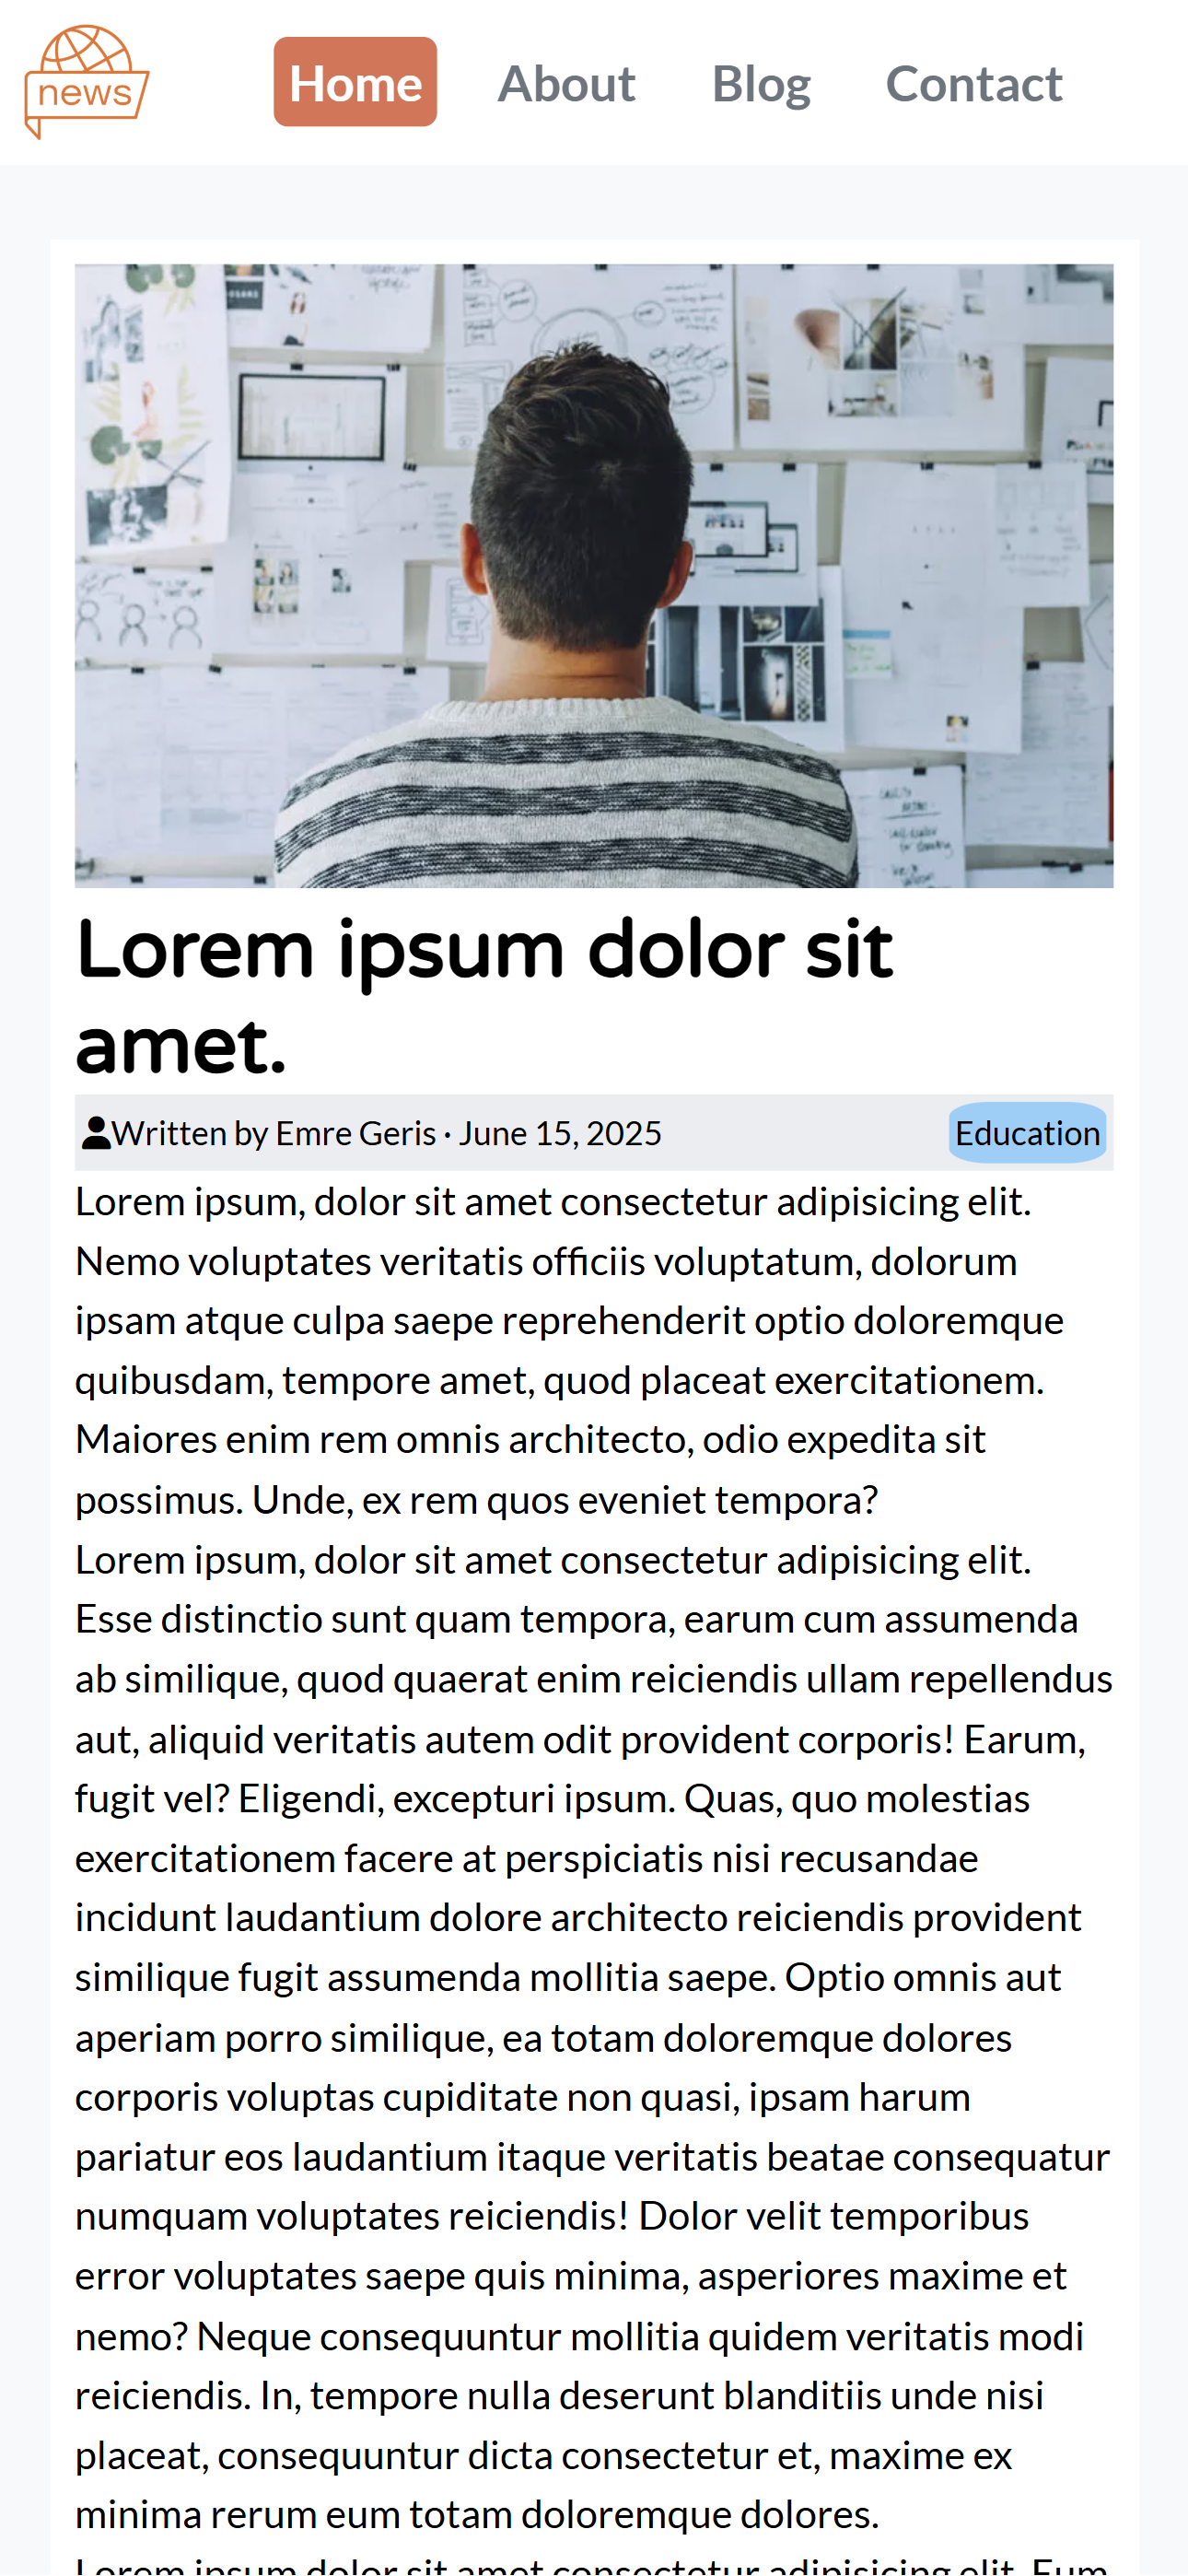 news
Home About Blog Contact
Lorem ipsum dolor sit
amet.
Written by Emre Geris · June 15, 2025 Education
Lorem ipsum, dolor sit amet consectetur adipisicing elit.
Nemo voluptates veritatis officiis voluptatum, dolorum
ipsam atque culpa saepe reprehenderit optio doloremque
quibusdam, tempore amet, quod placeat exercitationem.
Maiores enim rem omnis architecto, odio expedita sit
possimus. Unde, ex rem quos eveniet tempora?
Lorem ipsum, dolor sit amet consectetur adipisicing elit.
Esse distinctio sunt quam tempora, earum cum assumenda
ab similique, quod quaerat enim reiciendis ullam repellendus
aut, aliquid veritatis autem odit provident corporis! Earum,
fugit vel? Eligendi, excepturi ipsum. Quas, quo molestias
exercitationem facere at perspiciatis nisi recusandae
incidunt laudantium dolore architecto reiciendis provident
similique fugit assumenda mollitia saepe. Optio omnis aut
aperiam porro similique, ea totam doloremque dolores
corporis voluptas cupiditate non quasi, ipsam harum
pariatur eos laudantium itaque veritatis beatae consequatur
numquam voluptates reiciendis! Dolor velit temporibus
error voluptates saepe quis minima, asperiores maxime et
nemo? Neque consequuntur mollitia quidem veritatis modi
reiciendis. In, tempore nulla deserunt blanditiis unde nisi
placeat, consequuntur dicta consectetur et, maxime ex
minima rerum eum totam doloremque dolores.
Lorem ipsum dolor sit amet consectetur adipisicing elit. Eum